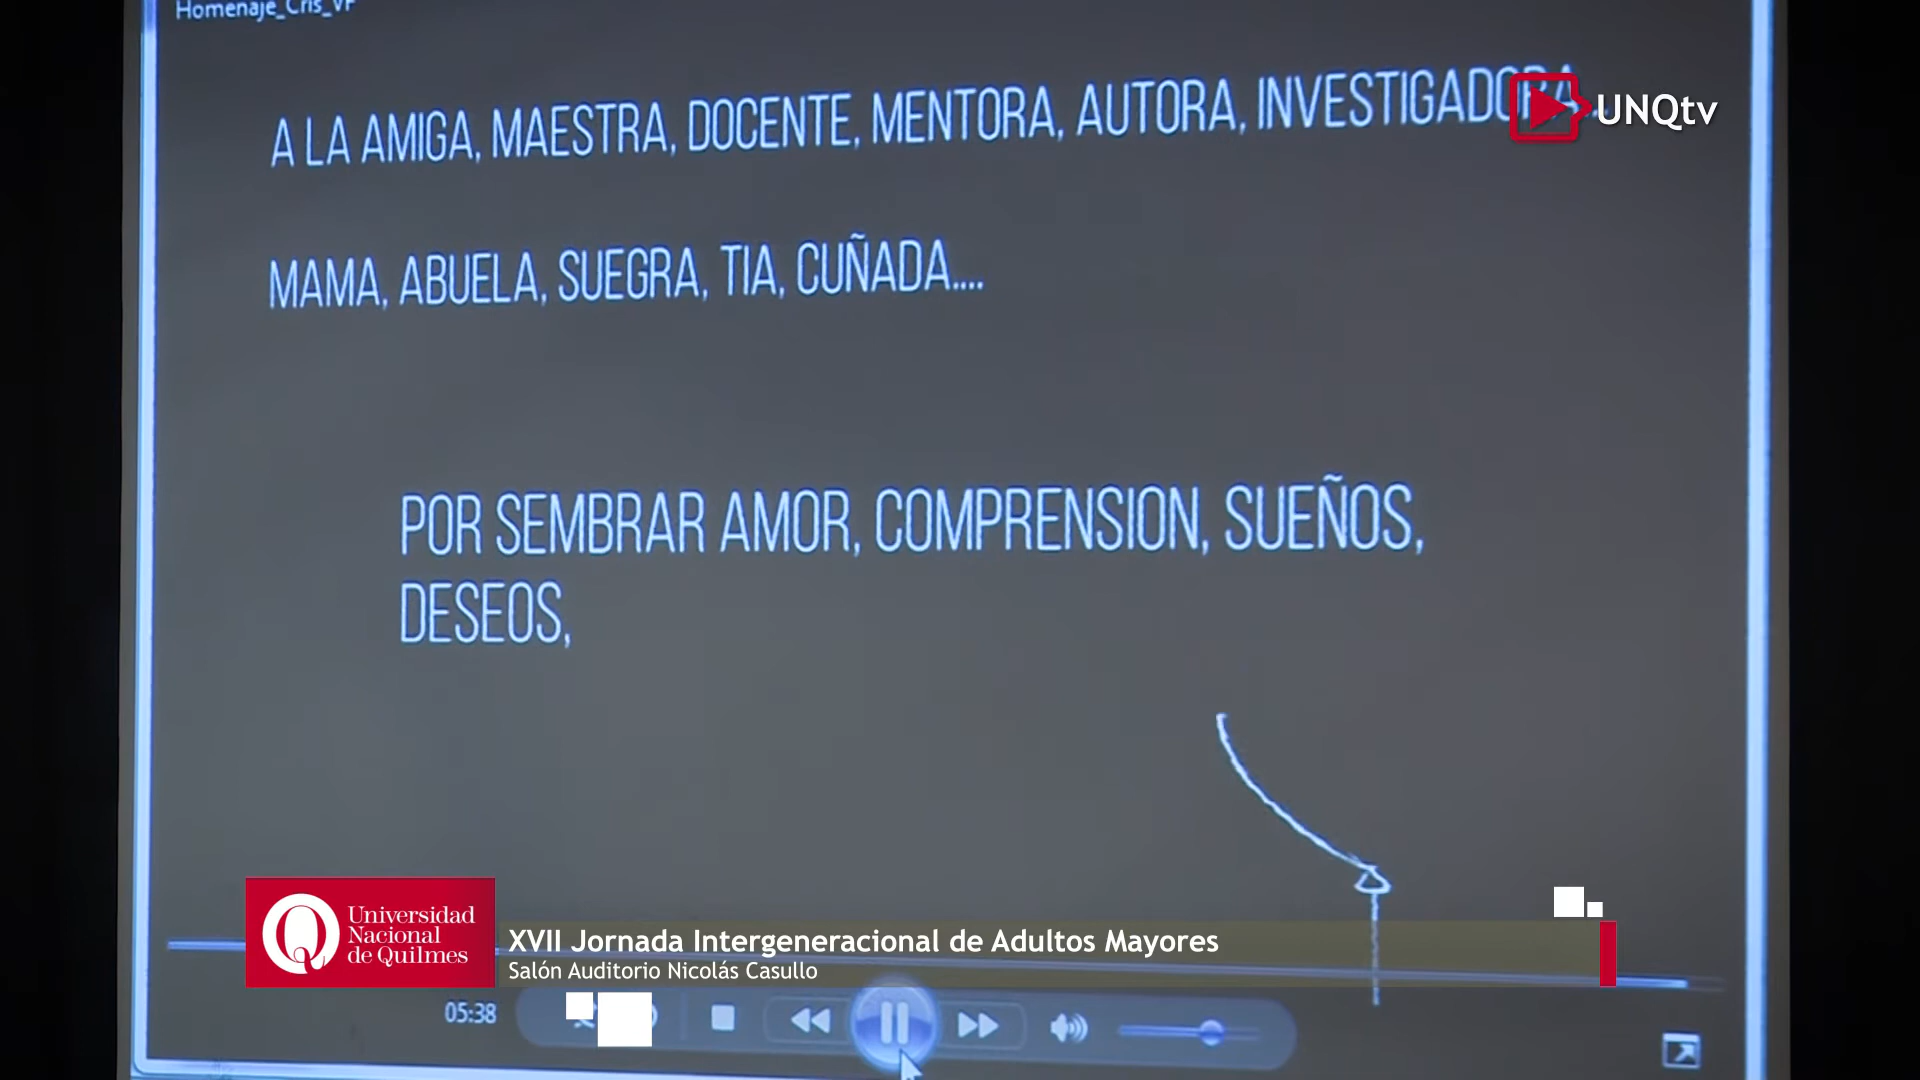 Homenaje_Cris_VF
A LA AMIGA, MAESTRA, DOCENTE, MENTORA, AUTORA, INVESTIGADORA...
UNQtv
MAMA, ABUELA, SUEGRA, TIA, CUÑADA....
POR SEMBRAR AMOR, COMPRENSION, SUEÑOS,
DESEOS,
Universidad
Nacional
de Quilmes
XVII Jornada Intergeneracional de Adultos Mayores
Salón Auditorio Nicolás Casullo
05:38